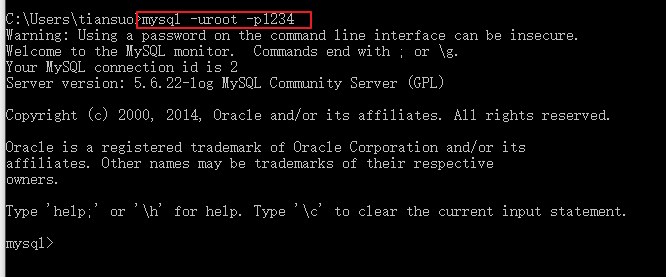 C:\Users\tiansuo>mysql -uroot -p1234
Warning: Using a password on the command line interface can be insecure.
Welcome to the MySQL monitor.  Commands end with ; or \g.
Your MySQL connection id is 2
Server version: 5.6.22-log MySQL Community Server (GPL)
Copyright (c) 2000, 2014, Oracle and/or its affiliates. All rights reserved.
Oracle is a registered trademark of Oracle Corporation and/or its
affiliates. Other names may be trademarks of their respective
owners.
Type 'help;' or '\h' for help. Type '\c' to clear the current input statement.
mysql>